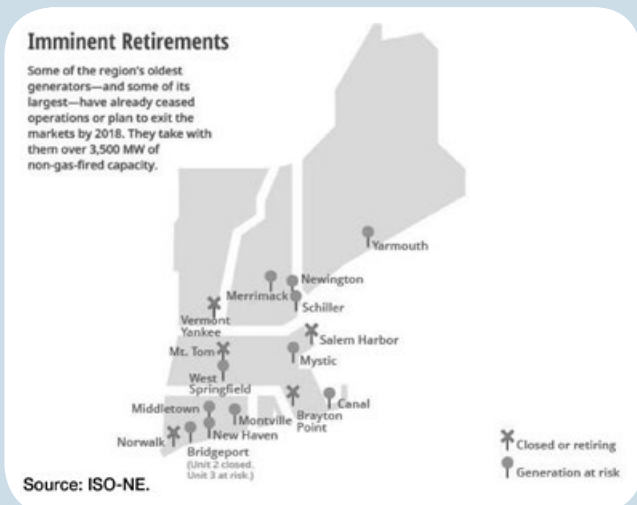 Imminent Retirements
Some of the region's oldest
generators—and some of its
largest—have already ceased
operations or plan to exit the
markets by 2018. They take with
them over 3,500 MW of
non-gas-fired capacity.
Yarmouth
Newington
Merrimack
Schiller
Vermont
Yankee
Salem Harbor
Mt. Tom
Mystic
West
Springfield
Canal
Middletown
Montville
Brayton
Point
New Haven
Norwalk
Bridgeport
(Unit 2 closed.
Unit 3 at risk.)
Closed or retiring
Generation at risk
Source: ISO-NE.